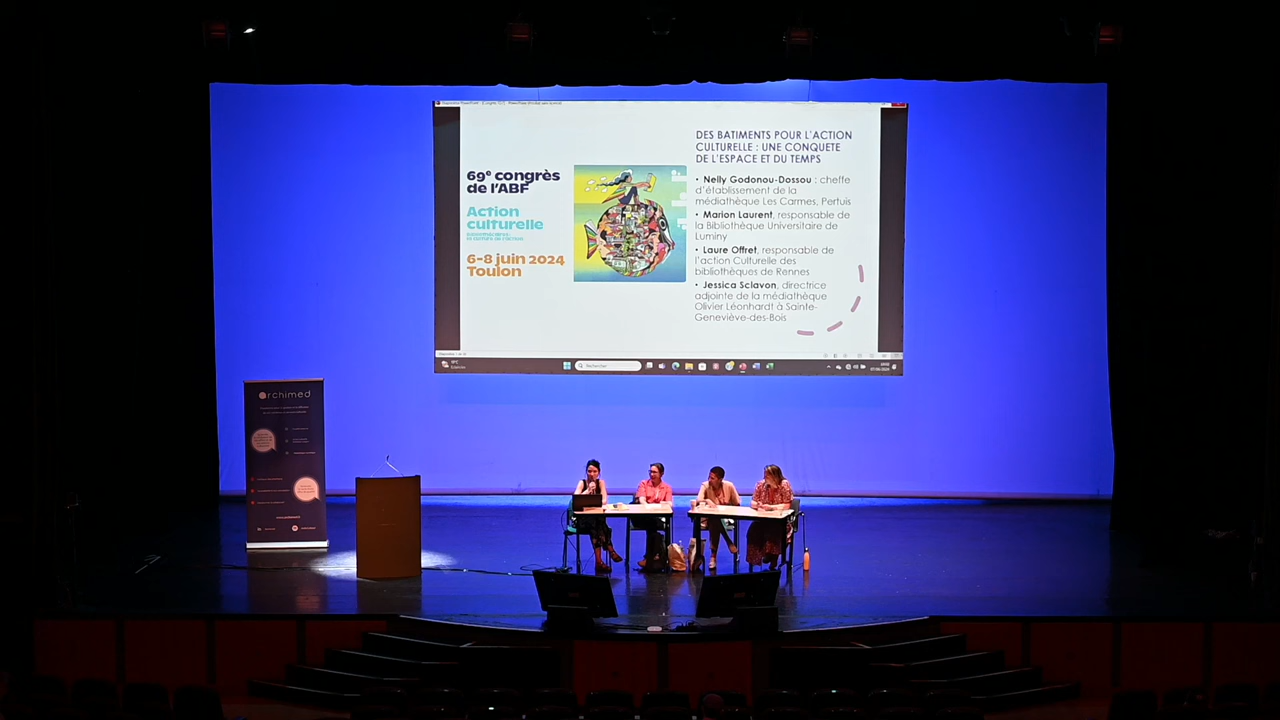 69e congrès
de l'ABF
Action
culturelle
6-8 juin 2024
Toulon
DES BATIMENTS POUR L'ACTION
CULTURELLE : UNE CONQUETE
DE L'ESPACE ET DU TEMPS
• Nelly Godonou-Dossou : cheffe
d'établissement de la
médiathèque Les Carmes, Pertuis
• Marion Laurent, responsable de
la Bibliothèque Universitaire de
Luminy
• Laure Offret, responsable de
l'action Culturelle des
bibliothèques de Rennes
• Jessica Sclavon, directrice
adjointe de la médiathèque
Olivier Léonhardt à Sainte-
Geneviève-des-Bois
Rechercher
archimed